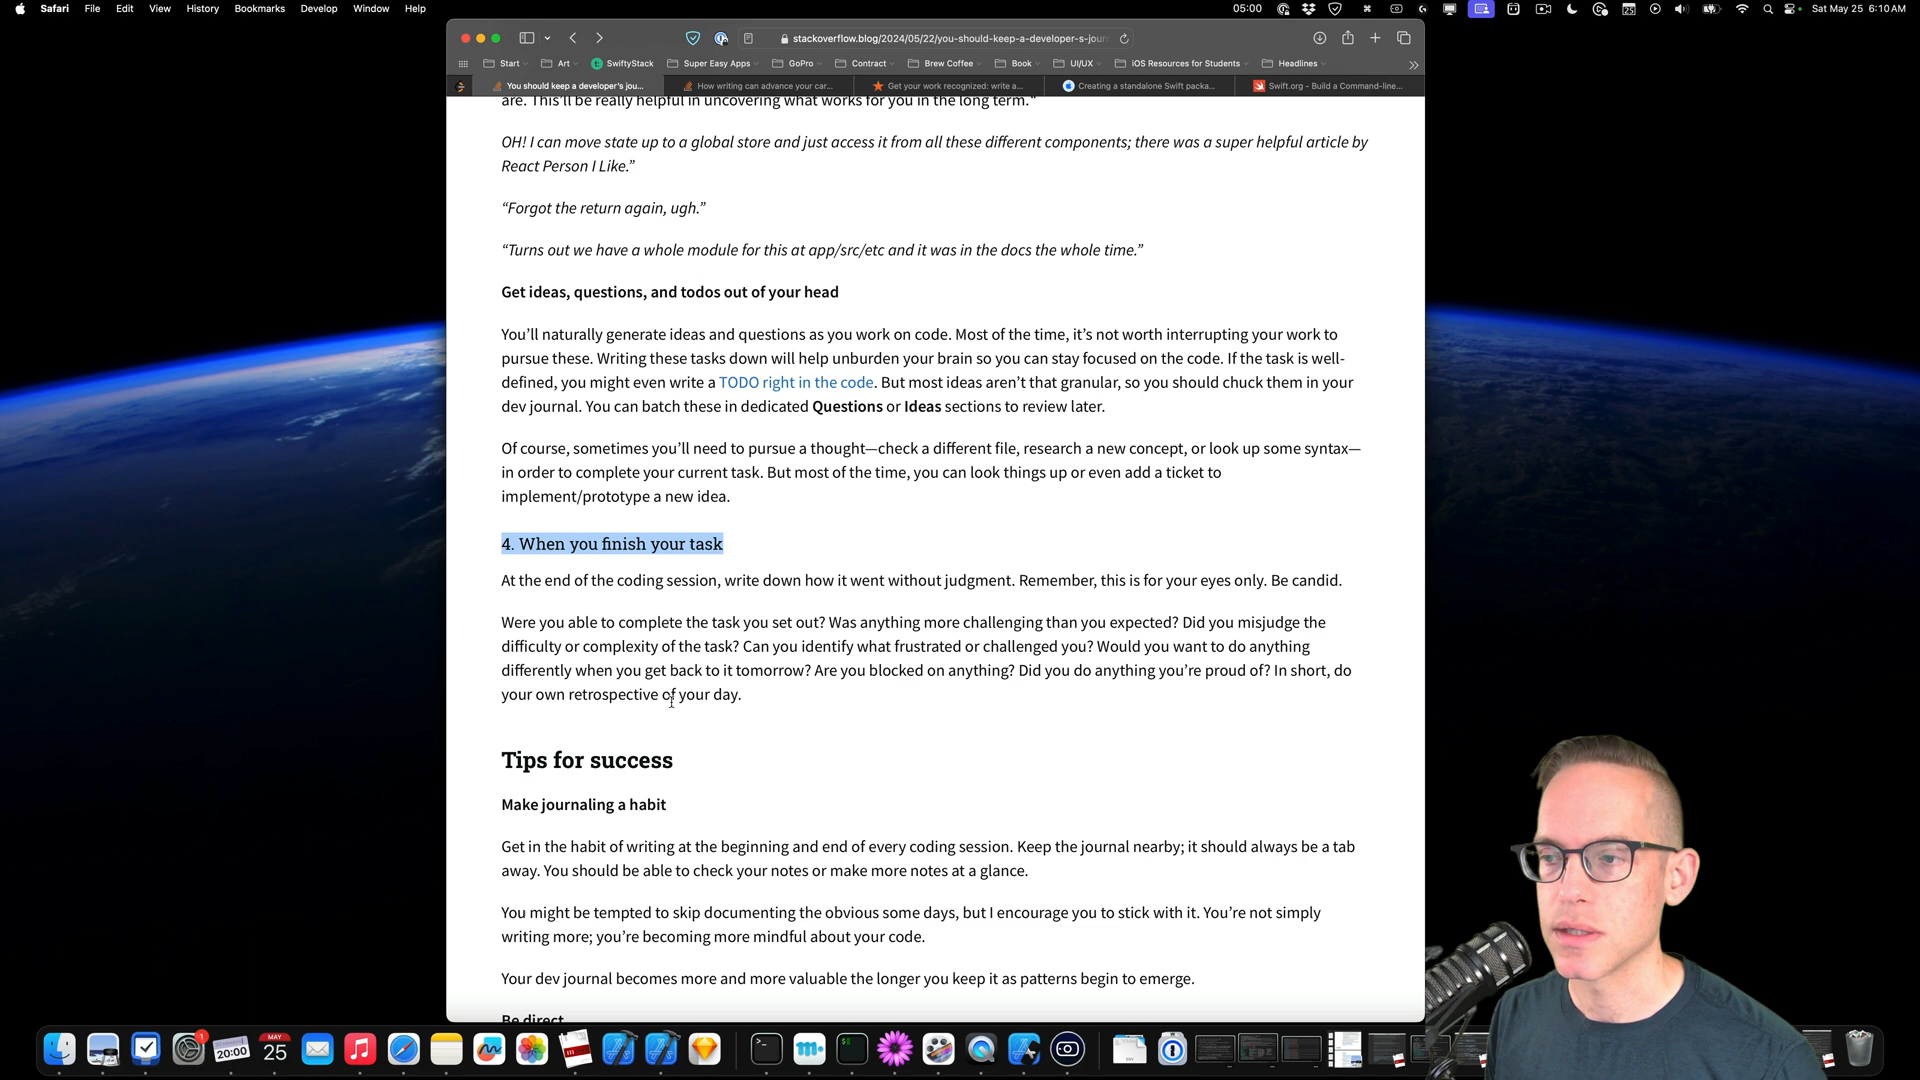 Safari File Edit View History Bookmarks Develop Window Help 05:00 Sat May 25 6:10 AM
stackoverflow.blog/2024/05/22/you-should-keep-a-developer-s-jour
Start Art SwiftyStack Super Easy Apps GoPro Contract Brew Coffee Book UI/UX iOS Resources for Students Headlines
You should keep a developer’s jou... How writing can advance your car... Get your work recognized: write a... Creating a standalone Swift packa... Swift.org - Build a Command-line...
are. This’ll be really helpful in uncovering what works for you in the long term.“
OH! I can move state up to a global store and just access it from all these different components; there was a super helpful article by
React Person I Like.”
“Forgot the return again, ugh.”
“Turns out we have a whole module for this at app/src/etc and it was in the docs the whole time.”
Get ideas, questions, and todos out of your head
You’ll naturally generate ideas and questions as you work on code. Most of the time, it’s not worth interrupting your work to
pursue these. Writing these tasks down will help unburden your brain so you can stay focused on the code. If the task is well-
defined, you might even write a TODO right in the code. But most ideas aren’t that granular, so you should chuck them in your
dev journal. You can batch these in dedicated Questions or Ideas sections to review later.
Of course, sometimes you’ll need to pursue a thought—check a different file, research a new concept, or look up some syntax—
in order to complete your current task. But most of the time, you can look things up or even add a ticket to
implement/prototype a new idea.
4. When you finish your task
At the end of the coding session, write down how it went without judgment. Remember, this is for your eyes only. Be candid.
Were you able to complete the task you set out? Was anything more challenging than you expected? Did you misjudge the
difficulty or complexity of the task? Can you identify what frustrated or challenged you? Would you want to do anything
differently when you get back to it tomorrow? Are you blocked on anything? Did you do anything you’re proud of? In short, do
your own retrospective of your day.
Tips for success
Make journaling a habit
Get in the habit of writing at the beginning and end of every coding session. Keep the journal nearby; it should always be a tab
away. You should be able to check your notes or make more notes at a glance.
You might be tempted to skip documenting the obvious some days, but I encourage you to stick with it. You’re not simply
writing more; you’re becoming more mindful about your code.
Your dev journal becomes more and more valuable the longer you keep it as patterns begin to emerge.
Be direct
1
20:00
MAY
25